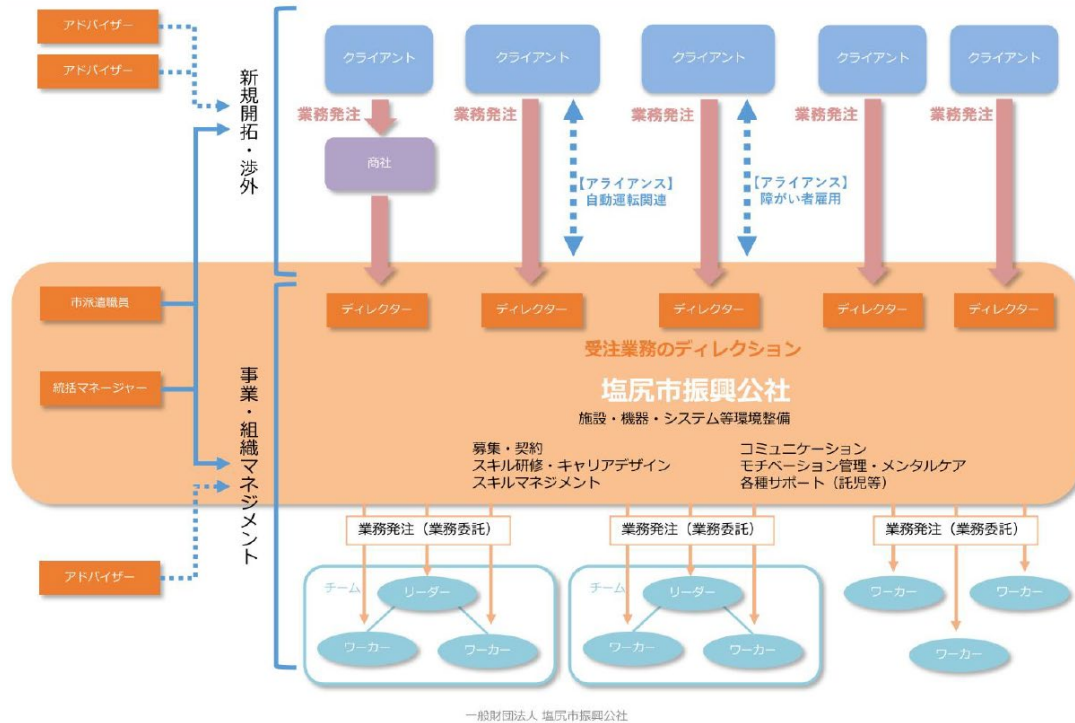 アドバイザー
アドバイザー
新規開拓・渉外
クライアント
クライアント
クライアント
クライアント
クライアント
業務発注
業務発注
業務発注
業務発注
業務発注
商社
【アライアンス】
自動運転関連
【アライアンス】
障がい者雇用
市派遣職員
統括マネージャー
事業・組織マネジメント
アドバイザー
ディレクター
ディレクター
ディレクター
ディレクター
ディレクター
受注業務のディレクション
塩尻市振興公社
施設・機器・システム等環境整備
募集・契約
スキル研修・キャリアデザイン
スキルマネジメント
コミュニケーション
モチベーション管理・メンタルケア
各種サポート（託児等）
業務発注（業務委託）
業務発注（業務委託）
業務発注（業務委託）
チーム
リーダー
ワーカー
ワーカー
チーム
リーダー
ワーカー
ワーカー
ワーカー
ワーカー
ワーカー
一般財団法人 塩尻市振興公社